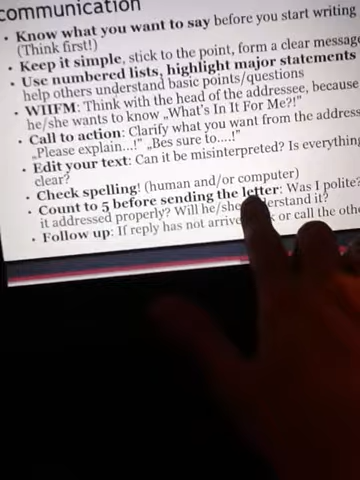 communication
• Know what you want to say before you start writing
(Think first!)
• Keep it simple, stick to the point, form a clear message
• Use numbered lists, highlight major statements
help others understand basic points/questions
• WIIFM: Think with the head of the addressee, because
he/she wants to know „What's in It For Me?!"
• Call to action: Clarify what you want from the address
„Please explain...!" „Bes sure to.....!"
• Edit your text: Can it be misinterpreted? Is everything
clear?
• Check spelling! (human and/or computer)
• Count to 5 before sending the letter: Was I polite?
it addressed properly? Will he/she understand it?
• Follow up: If reply has not arrive or call the othe